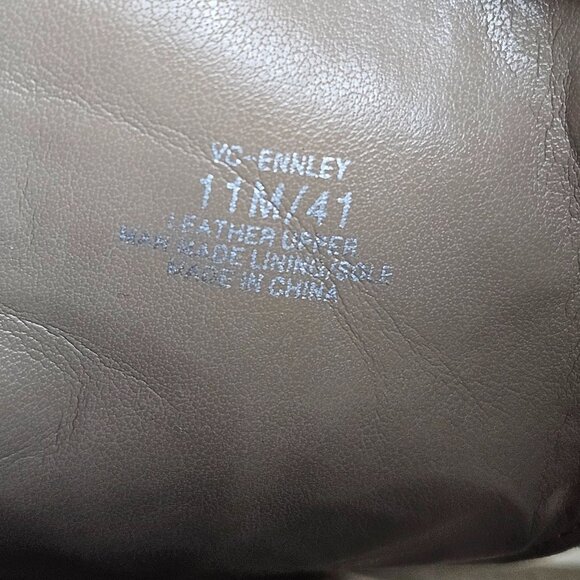 VC-ENNLEY
11M/41
LEATHER UPPER
MAN MADE LINING/SOLE
MADE IN CHINA